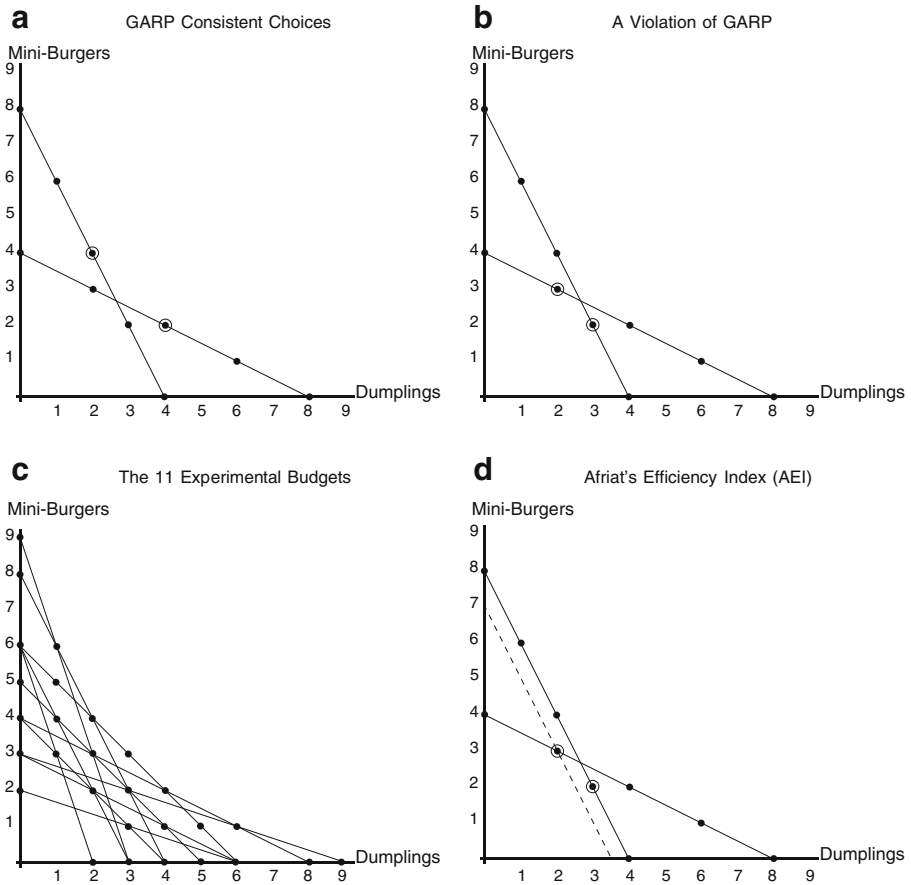 a GARP Consistent Choices
Mini-Burgers
9
8
7
6
5
4
3
2
1
Dumplings
1 2 3 4 5 6 7 8 9
b A Violation of GARP
Mini-Burgers
9
8
7
6
5
4
3
2
1
Dumplings
1 2 3 4 5 6 7 8 9
c The 11 Experimental Budgets
Mini-Burgers
9
8
7
6
5
4
3
2
1
Dumplings
1 2 3 4 5 6 7 8 9
d Afriat's Efficiency Index (AEI)
Mini-Burgers
9
8
7
6
5
4
3
2
1
Dumplings
1 2 3 4 5 6 7 8 9